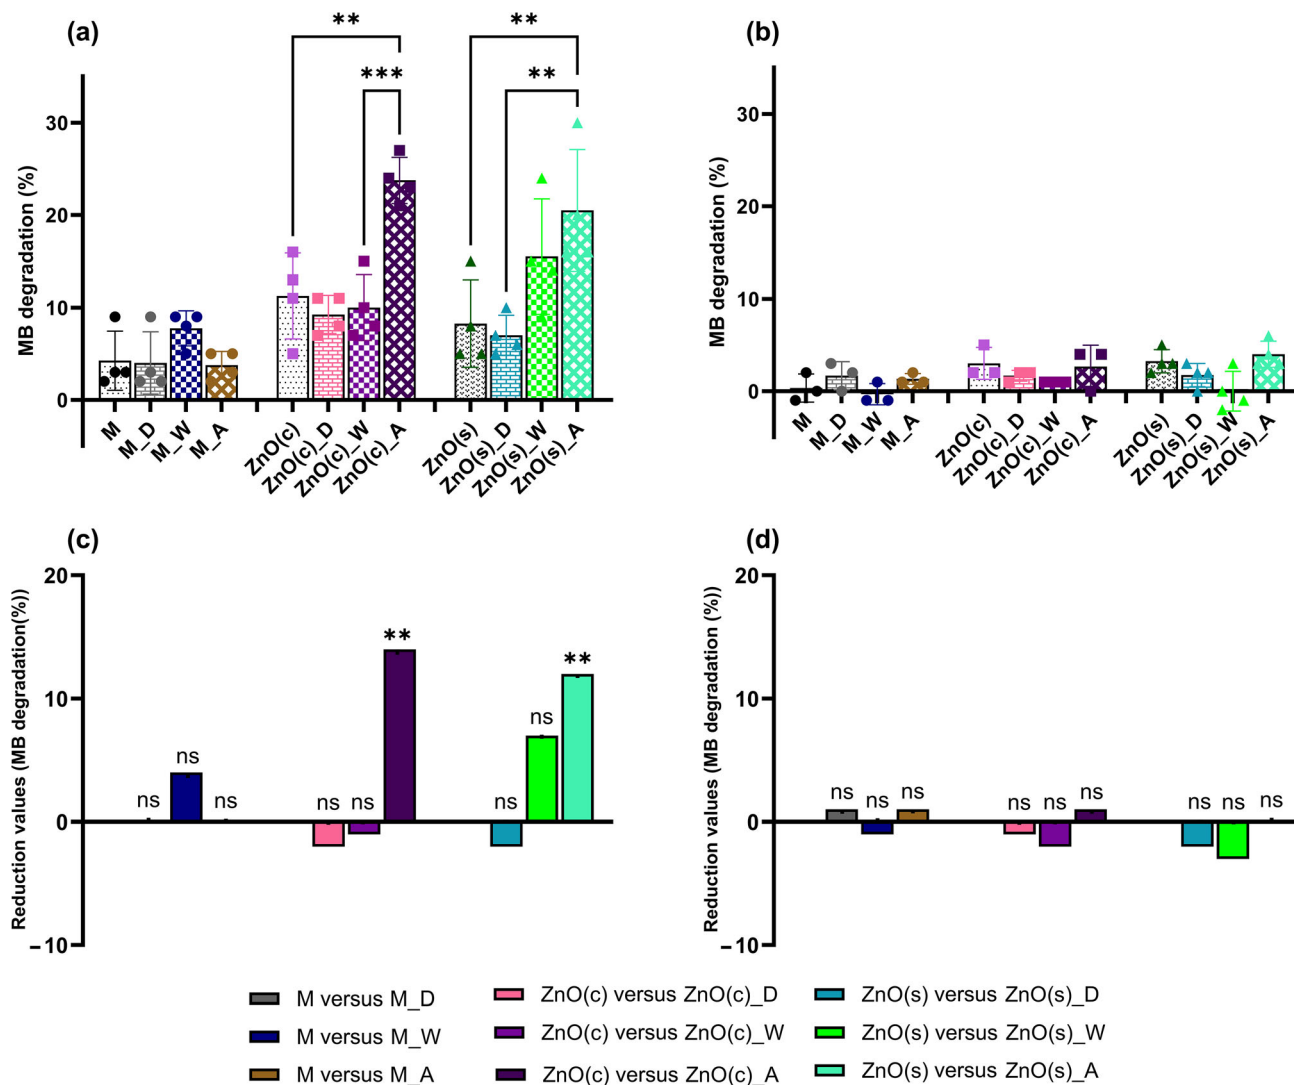 (a)
MB degradation (%)
30
20
10
0
** **
*** **
M M_D M_W M_A ZnO(c) ZnO(c)_D ZnO(c)_W ZnO(c)_A ZnO(s) ZnO(s)_D ZnO(s)_W ZnO(s)_A
(b)
MB degradation (%)
30
20
10
0
M M_D M_W M_A ZnO(c) ZnO(c)_D ZnO(c)_W ZnO(c)_A ZnO(s) ZnO(s)_D ZnO(s)_W ZnO(s)_A
(c)
Reduction values (MB degradation(%))
20
10
0
−10
ns ns ns ns ns ** ns ns **
(d)
Reduction values (MB degradation (%))
20
10
0
−10
ns ns ns ns ns ns ns ns ns
M versus M_D
M versus M_W
M versus M_A
ZnO(c) versus ZnO(c)_D
ZnO(c) versus ZnO(c)_W
ZnO(c) versus ZnO(c)_A
ZnO(s) versus ZnO(s)_D
ZnO(s) versus ZnO(s)_W
ZnO(s) versus ZnO(s)_A